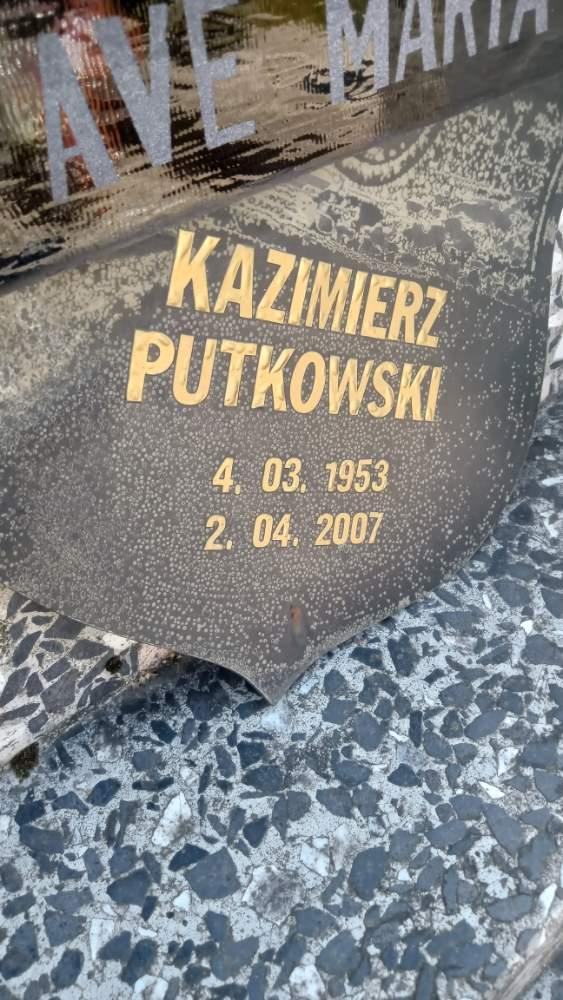 AVE MARIA
KAZIMIERZ
PUTKOWSKI
4. 03. 1953
2. 04. 2007